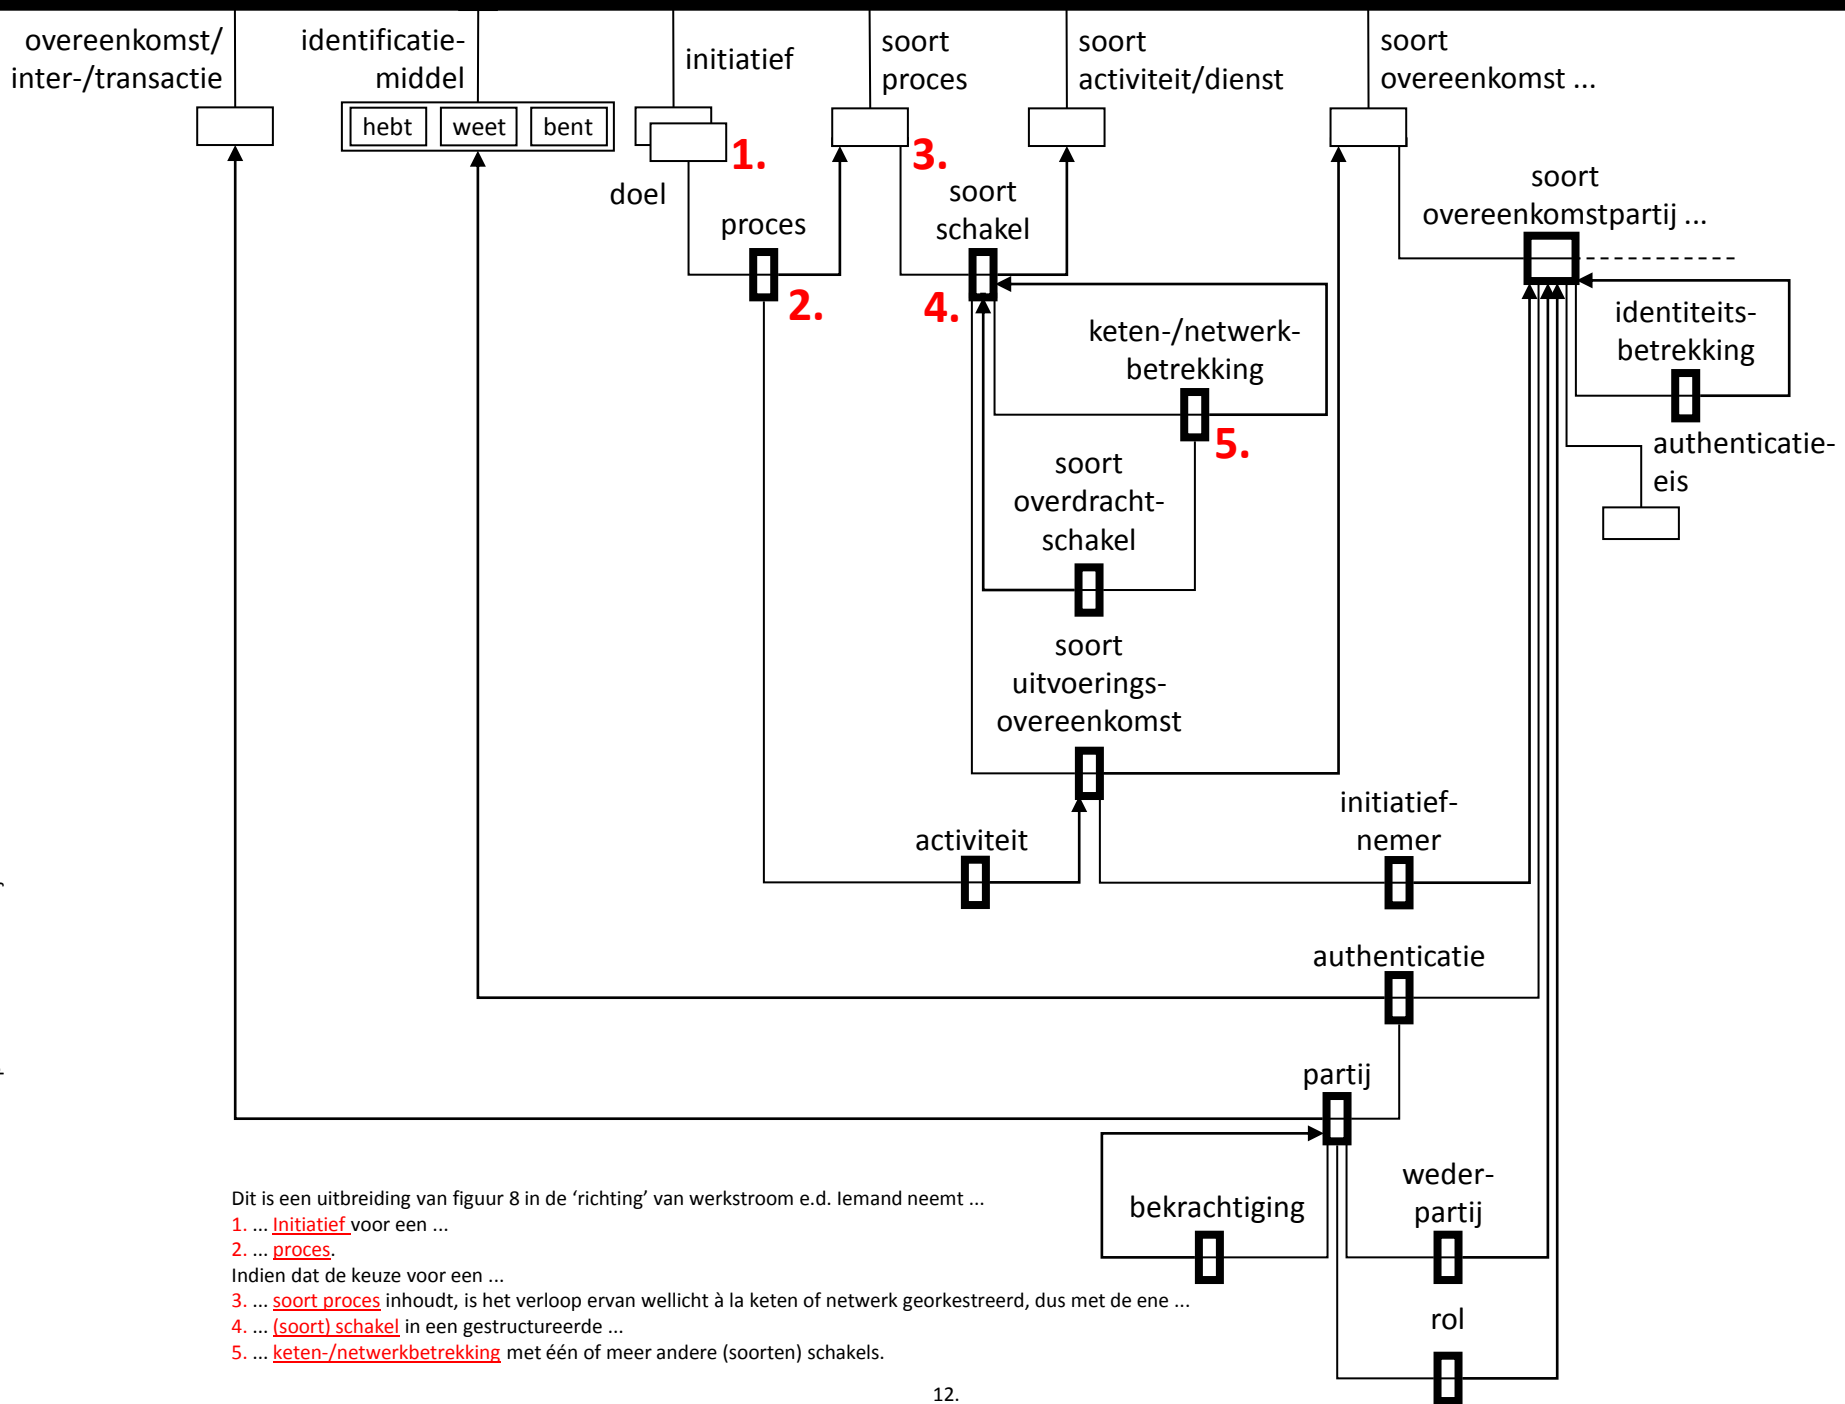 overeenkomst/
inter-/transactie
identificatie-
middel
initiatief
soort
proces
soort
activiteit/dienst
soort
overeenkomst ...
hebt
weet
bent
1.
3.
doel
proces
2.
soort
schakel
4.
soort
overeenkomstpartij ...
identiteits-
betrekking
keten-/netwerk-
betrekking
5.
authenticatie-
eis
soort
overdracht-
schakel
soort
uitvoerings-
overeenkomst
activiteit
initiatief-
nemer
authenticatie
partij
bekrachtiging
weder-
partij
rol
Dit is een uitbreiding van figuur 8 in de ‘richting’ van werkstroom e.d. Iemand neemt ...
1. ... Initiatief voor een ...
2. ... proces.
Indien dat de keuze voor een ...
3. ... soort proces inhoudt, is het verloop ervan wellicht à la keten of netwerk georkestreerd, dus met de ene ...
4. ... (soort) schakel in een gestructureerde ...
5. ... keten-/netwerkbetrekking met één of meer andere (soorten) schakels.
12.